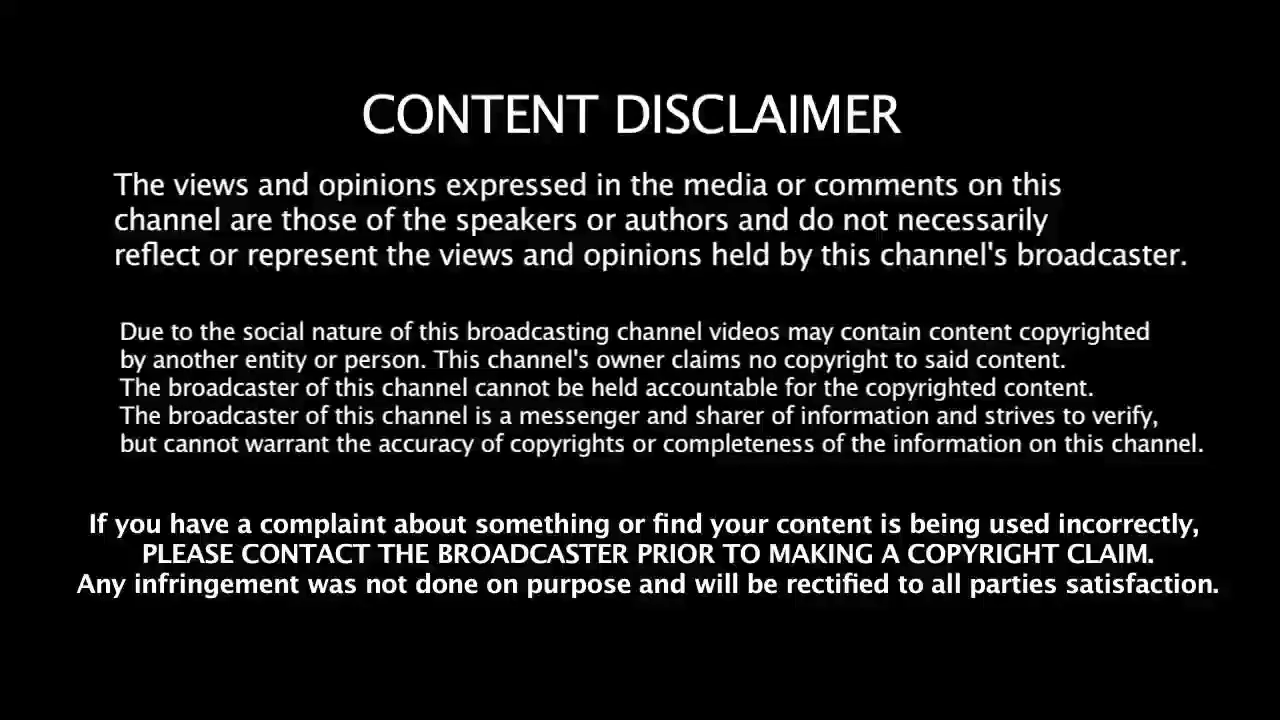 CONTENT DISCLAIMER
The views and opinions expressed in the media or comments on this
channel are those of the speakers or authors and do not necessarily
reflect or represent the views and opinions held by this channel's broadcaster.
Due to the social nature of this broadcasting channel videos may contain content copyrighted
by another entity or person. This channel's owner claims no copyright to said content.
The broadcaster of this channel cannot be held accountable for the copyrighted content.
The broadcaster of this channel is a messenger and sharer of information and strives to verify,
but cannot warrant the accuracy of copyrights or completeness of the information on this channel.
If you have a complaint about something or find your content is being used incorrectly,
PLEASE CONTACT THE BROADCASTER PRIOR TO MAKING A COPYRIGHT CLAIM.
Any infringement was not done on purpose and will be rectified to all parties satisfaction.